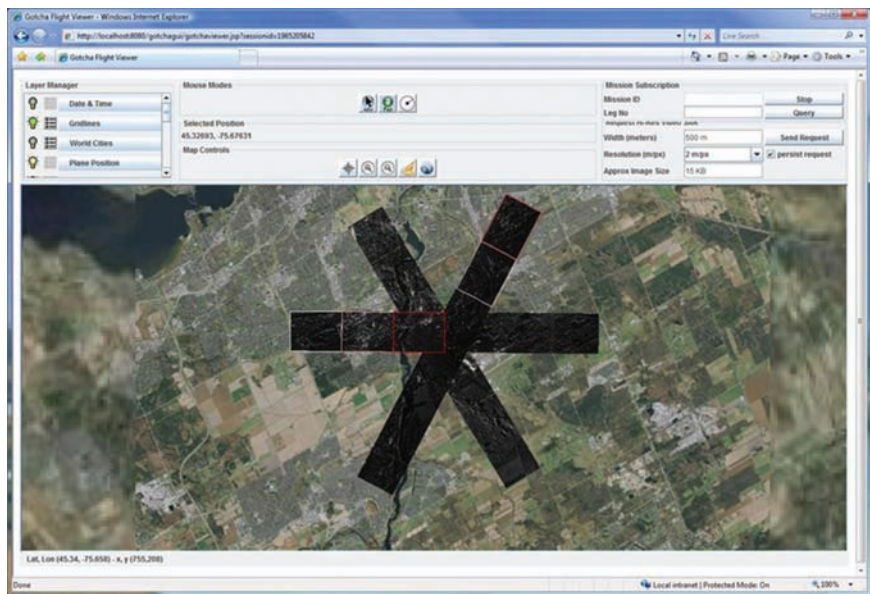 Gotcha Flight Viewer - Windows Internet Explorer
http://localhost:8080/gotchagui/gotchaviewer.jsp?sessionid=1965205842
Live Search
Gotcha Flight Viewer
Page
Tools
Layer Manager
Date & Time
Gridlines
World Cities
Plane Position
Mouse Modes
Selected Position
45.32693, -75.67631
Map Controls
Mission Subscription
Mission ID
Stop
Leg No
Query
Width (meters)
500 m
Send Request
Resolution (m/px)
2 m/px
persist request
Approx Image Size
15 KB
Lat, Lon (45.34, -75.658) - x, y (755,208)
Done
Local intranet | Protected Mode: On
100%